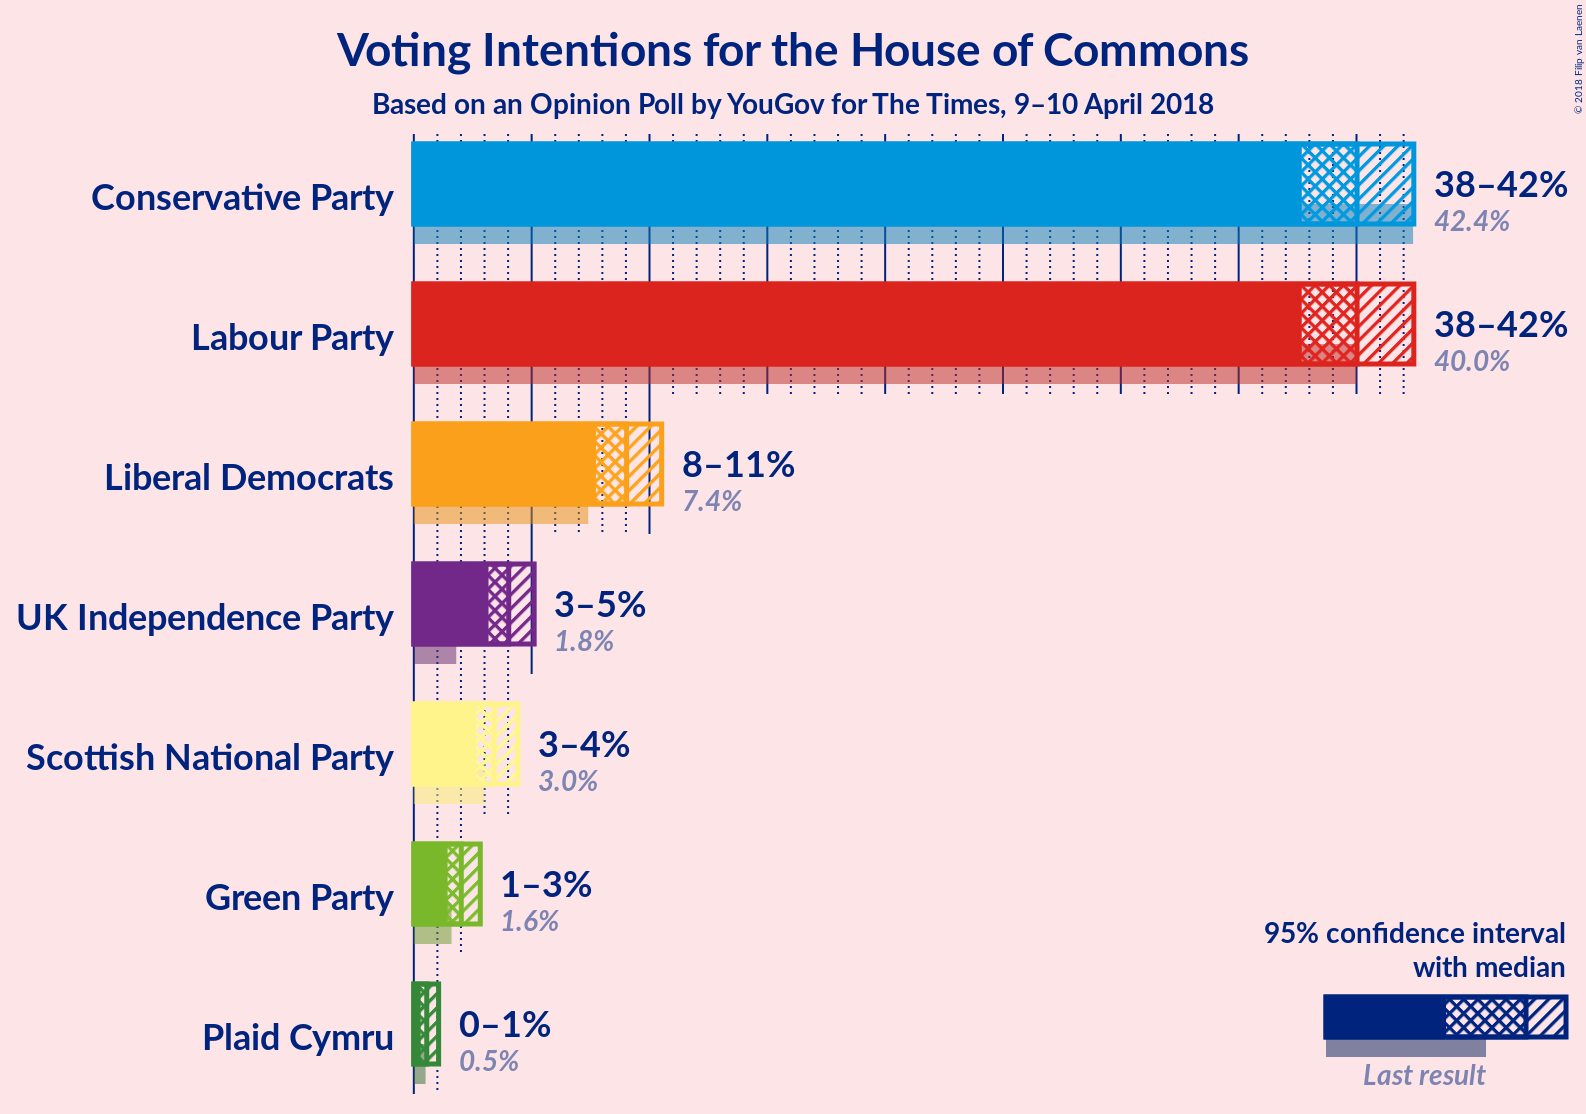 Voting Intentions for the House of Commons
Based on an Opinion Poll by YouGov for The Times, 9–10 April 2018
© 2018 Filip van Laenen
Conservative Party
38–42%
42.4%
Labour Party
38–42%
40.0%
Liberal Democrats
8–11%
7.4%
UK Independence Party
3–5%
1.8%
Scottish National Party
3–4%
3.0%
Green Party
1–3%
1.6%
Plaid Cymru
0–1%
0.5%
95% confidence interval
with median
Last result